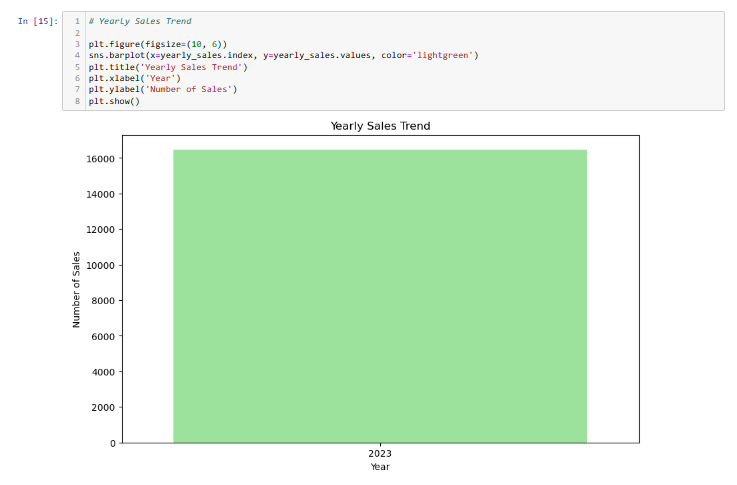 In [15]:
1 # Yearly Sales Trend
2
3 plt.figure(figsize=(10, 6))
4 sns.barplot(x=yearly_sales.index, y=yearly_sales.values, color='lightgreen')
5 plt.title('Yearly Sales Trend')
6 plt.xlabel('Year')
7 plt.ylabel('Number of Sales')
8 plt.show()
Yearly Sales Trend
16000
14000
12000
10000
8000
6000
4000
2000
0
Number of Sales
2023
Year